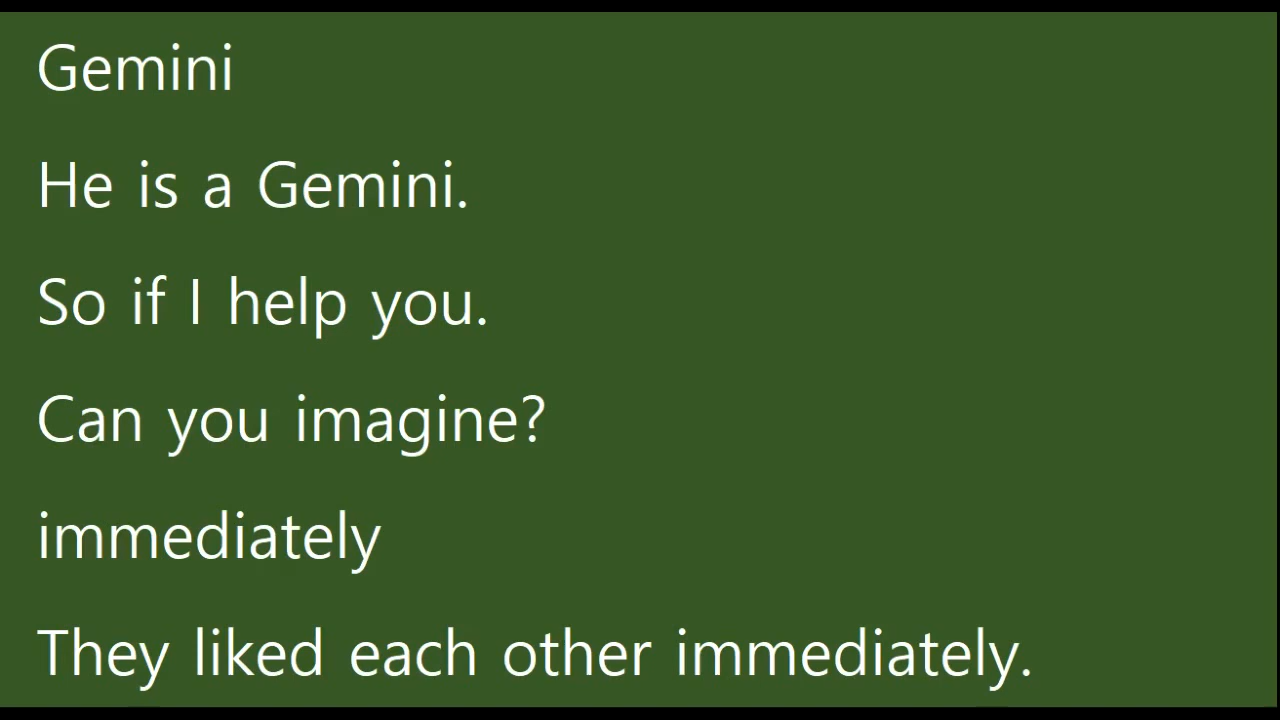 Gemini
He is a Gemini.
So if I help you.
Can you imagine?
immediately
They liked each other immediately.